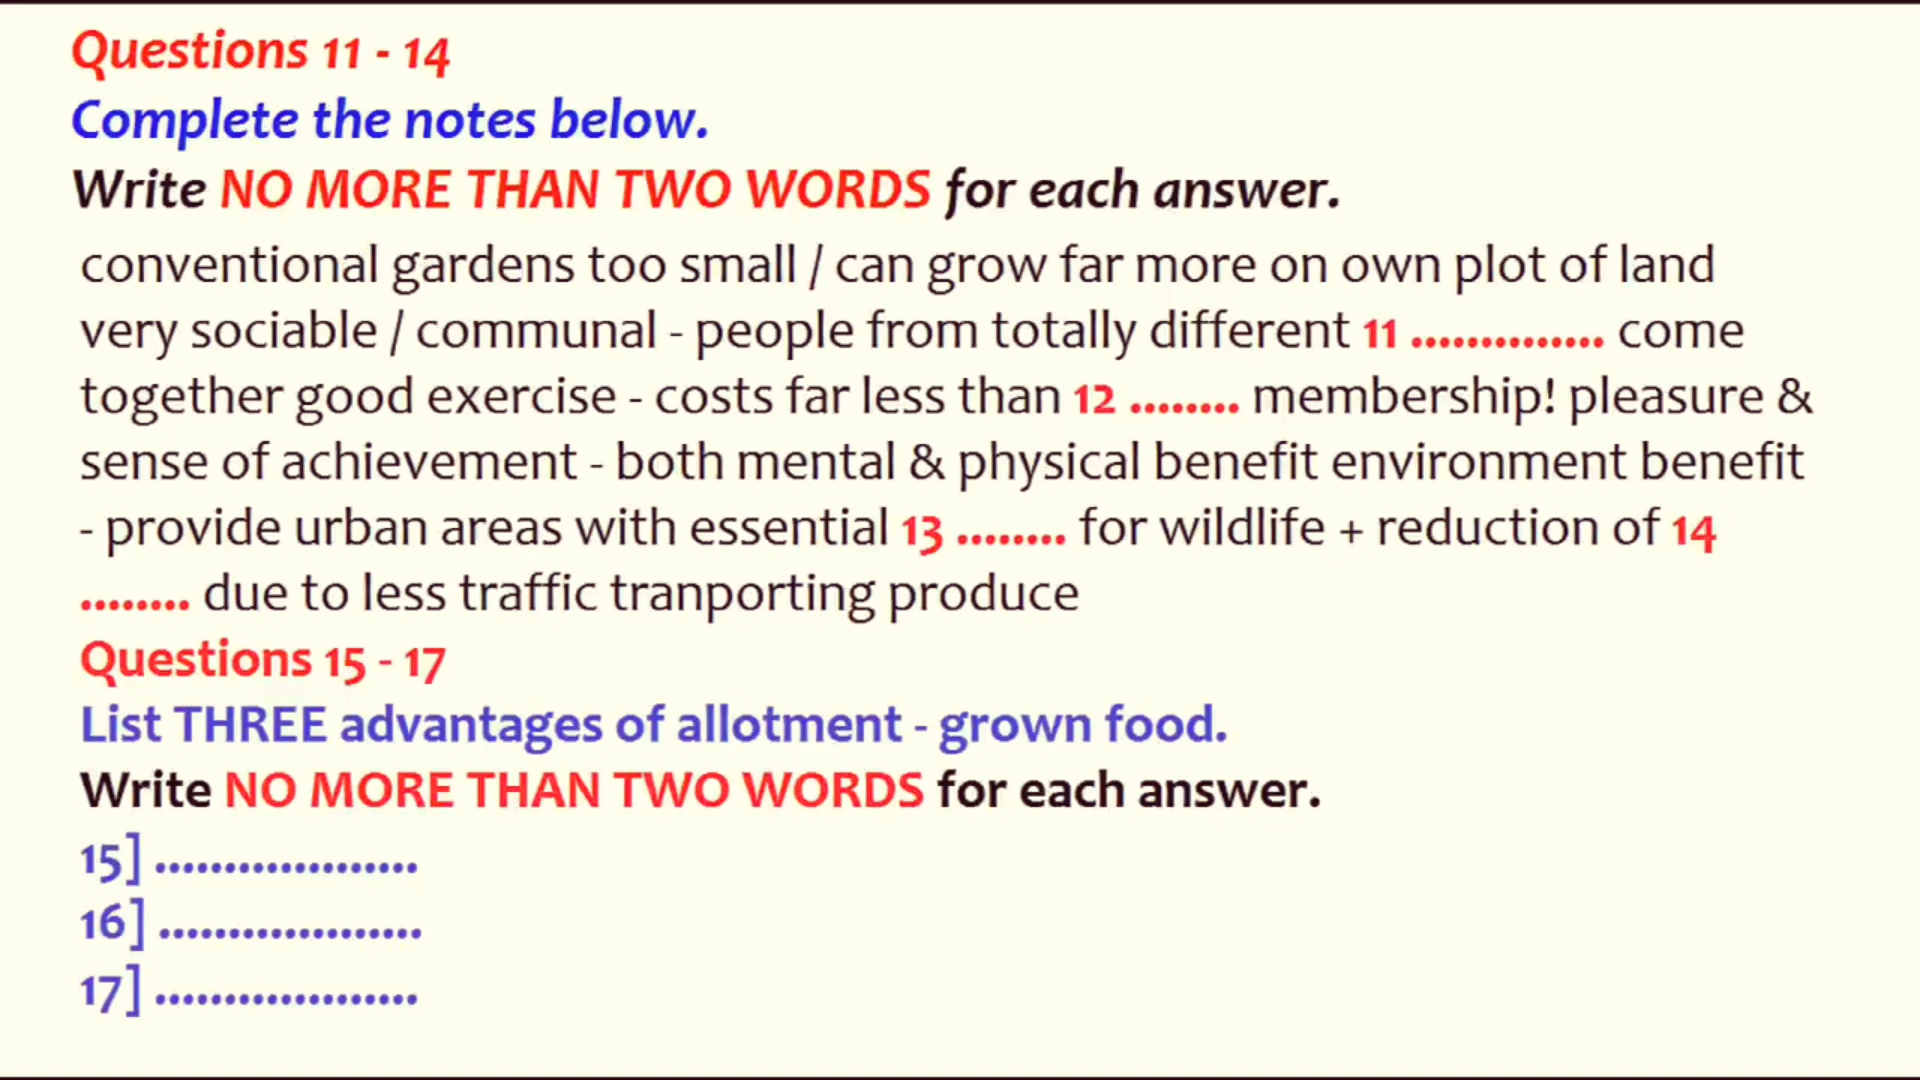 Questions 11 - 14
Complete the notes below.
Write NO MORE THAN TWO WORDS for each answer.
conventional gardens too small / can grow far more on own plot of land
very sociable / communal - people from totally different 11 .............. come
together good exercise - costs far less than 12 ........ membership! pleasure &
sense of achievement - both mental & physical benefit environment benefit
- provide urban areas with essential 13 ........ for wildlife + reduction of 14
........ due to less traffic tranporting produce
Questions 15 - 17
List THREE advantages of allotment - grown food.
Write NO MORE THAN TWO WORDS for each answer.
15] ...................
16] ...................
17] ...................